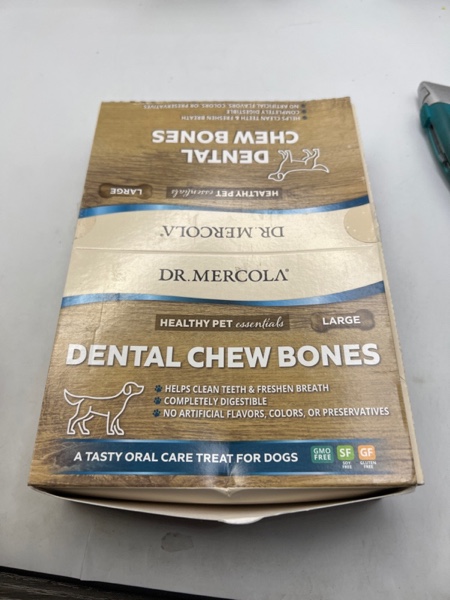 NO ARTIFICIAL FLAVORS, COLORS, OR PRESERVATIVES
COMPLETELY DIGESTIBLE
HELPS CLEAN TEETH & FRESHEN BREATH
CHEW BONES
DENTAL
LARGE
HEALTHY PET essentials
DR. MERCOLA®
DR. MERCOLA®
HEALTHY PET essentials
LARGE
DENTAL CHEW BONES
HELPS CLEAN TEETH & FRESHEN BREATH
COMPLETELY DIGESTIBLE
NO ARTIFICIAL FLAVORS, COLORS, OR PRESERVATIVES
A TASTY ORAL CARE TREAT FOR DOGS
GMO FREE
SF SOY FREE
GF GLUTEN FREE